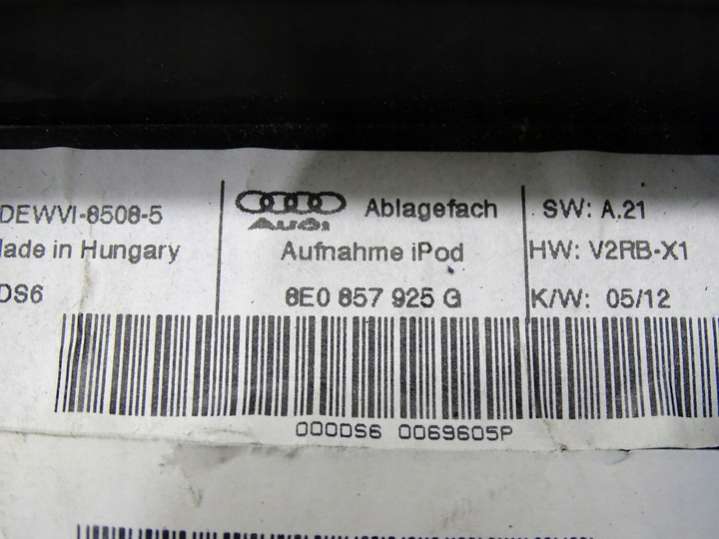 DEWVI-8508-5
ade in Hungary
DS6
Audi Ablagefach
Aufnahme iPod
8E0 857 925 G
SW: A.21
HW: V2RB-X1
K/W: 05/12
000DS6 0069605P